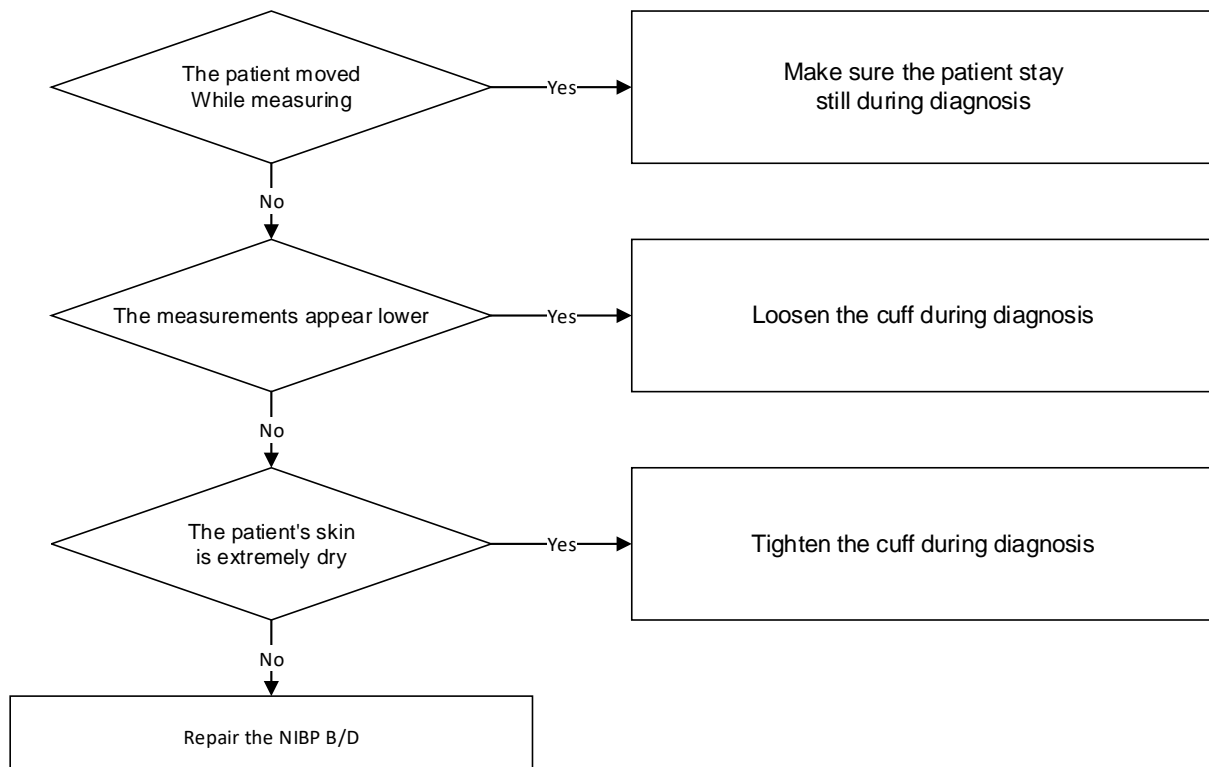 The patient moved
While measuring
Yes
Make sure the patient stay
still during diagnosis
No
The measurements appear lower
Yes
Loosen the cuff during diagnosis
No
The patient's skin
is extremely dry
Yes
Tighten the cuff during diagnosis
No
Repair the NIBP B/D